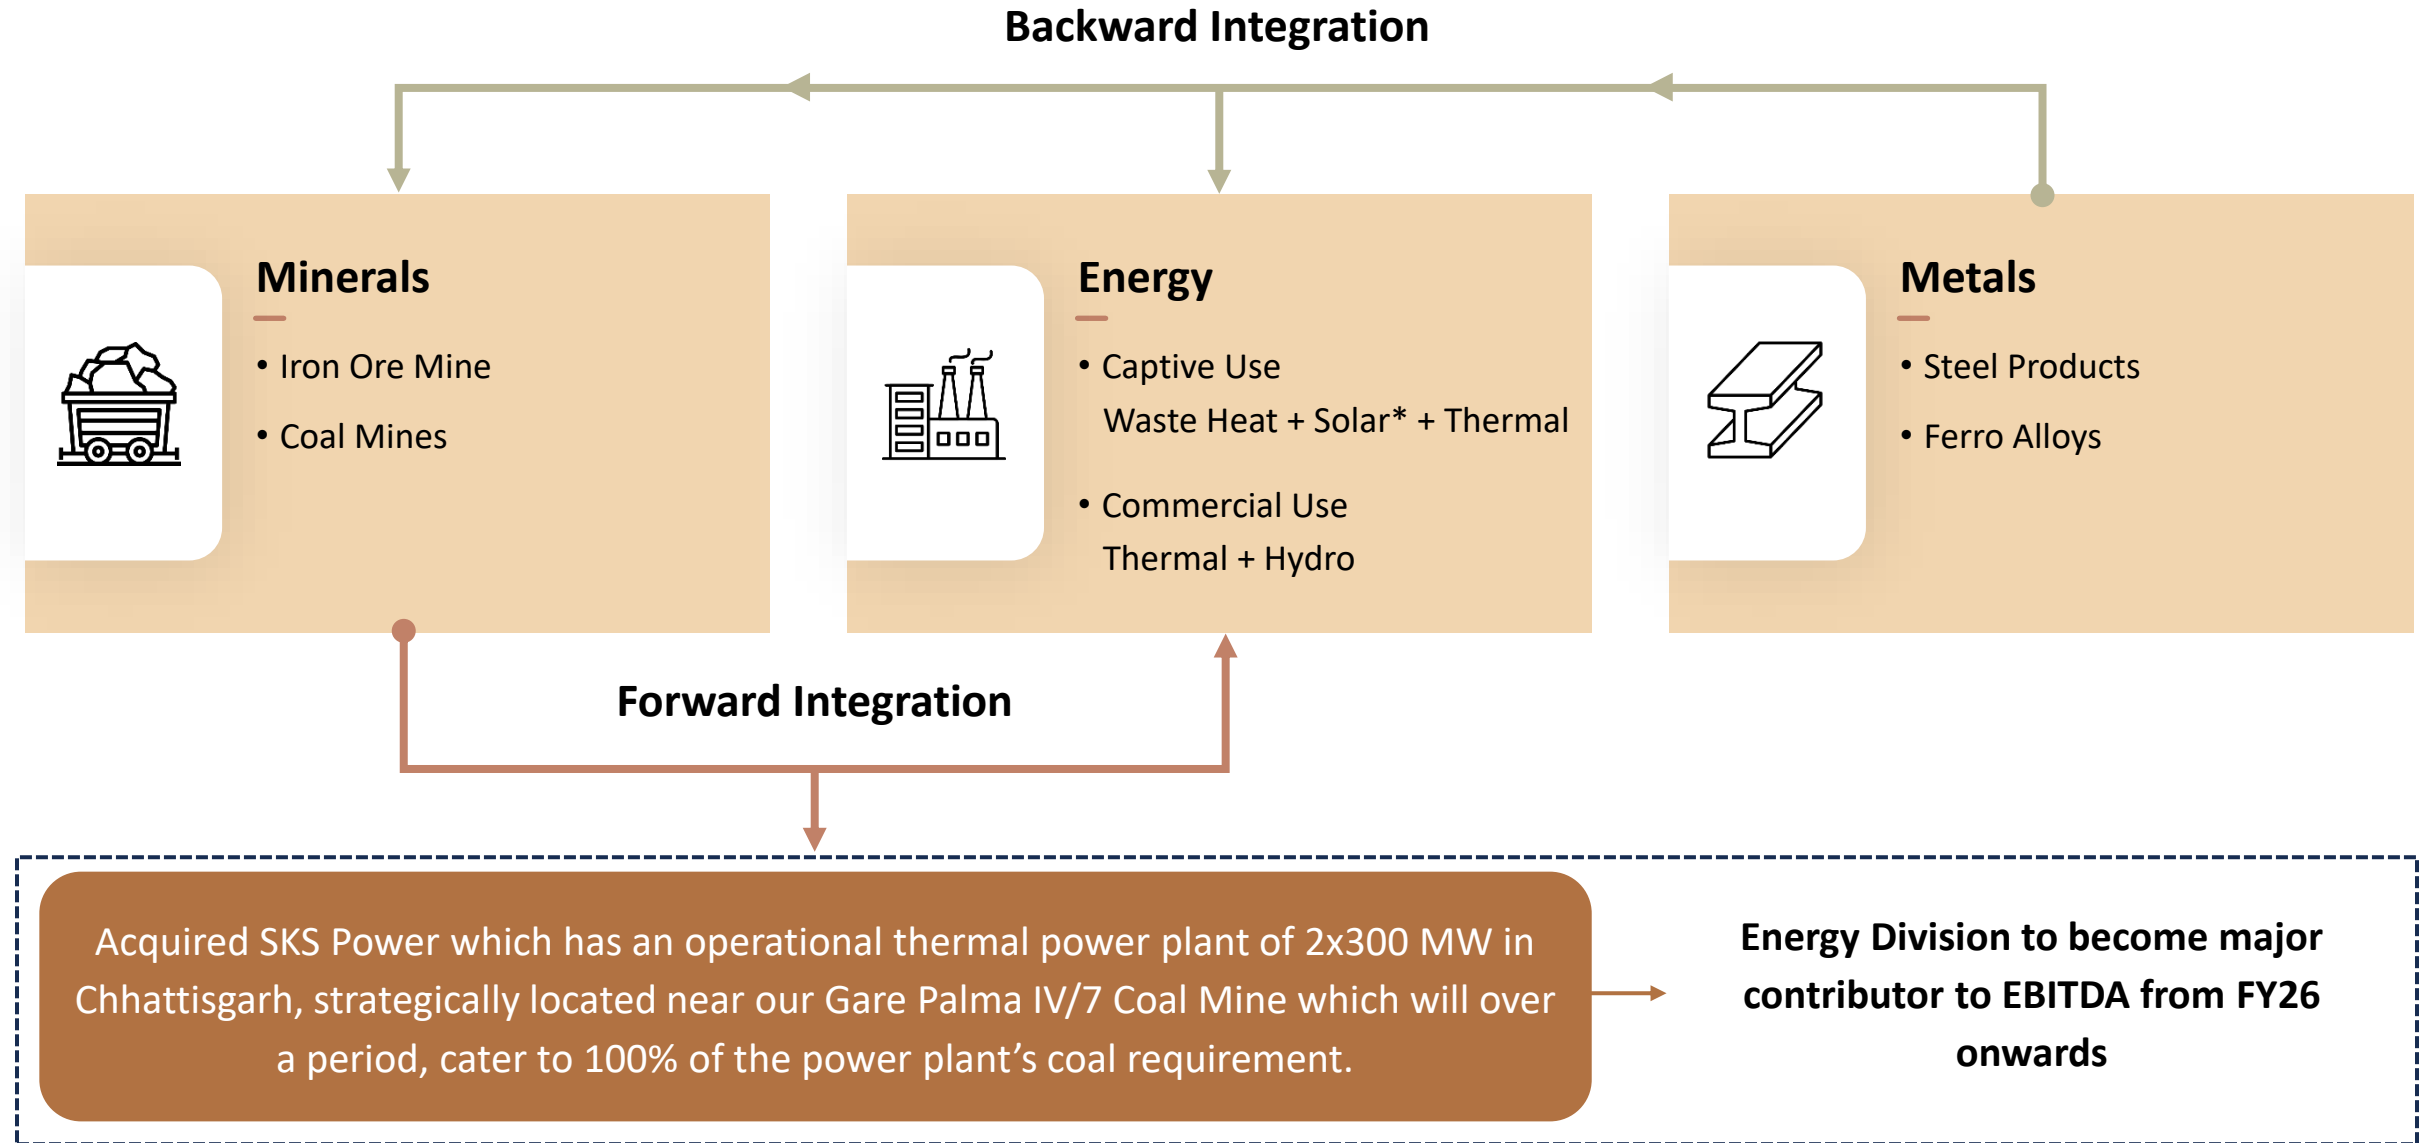 Backward Integration
Minerals
• Iron Ore Mine
• Coal Mines
Energy
• Captive Use
Waste Heat + Solar* + Thermal
• Commercial Use
Thermal + Hydro
Metals
• Steel Products
• Ferro Alloys
Forward Integration
Acquired SKS Power which has an operational thermal power plant of 2x300 MW in
Chhattisgarh, strategically located near our Gare Palma IV/7 Coal Mine which will over
a period, cater to 100% of the power plant’s coal requirement.
Energy Division to become major
contributor to EBITDA from FY26
onwards